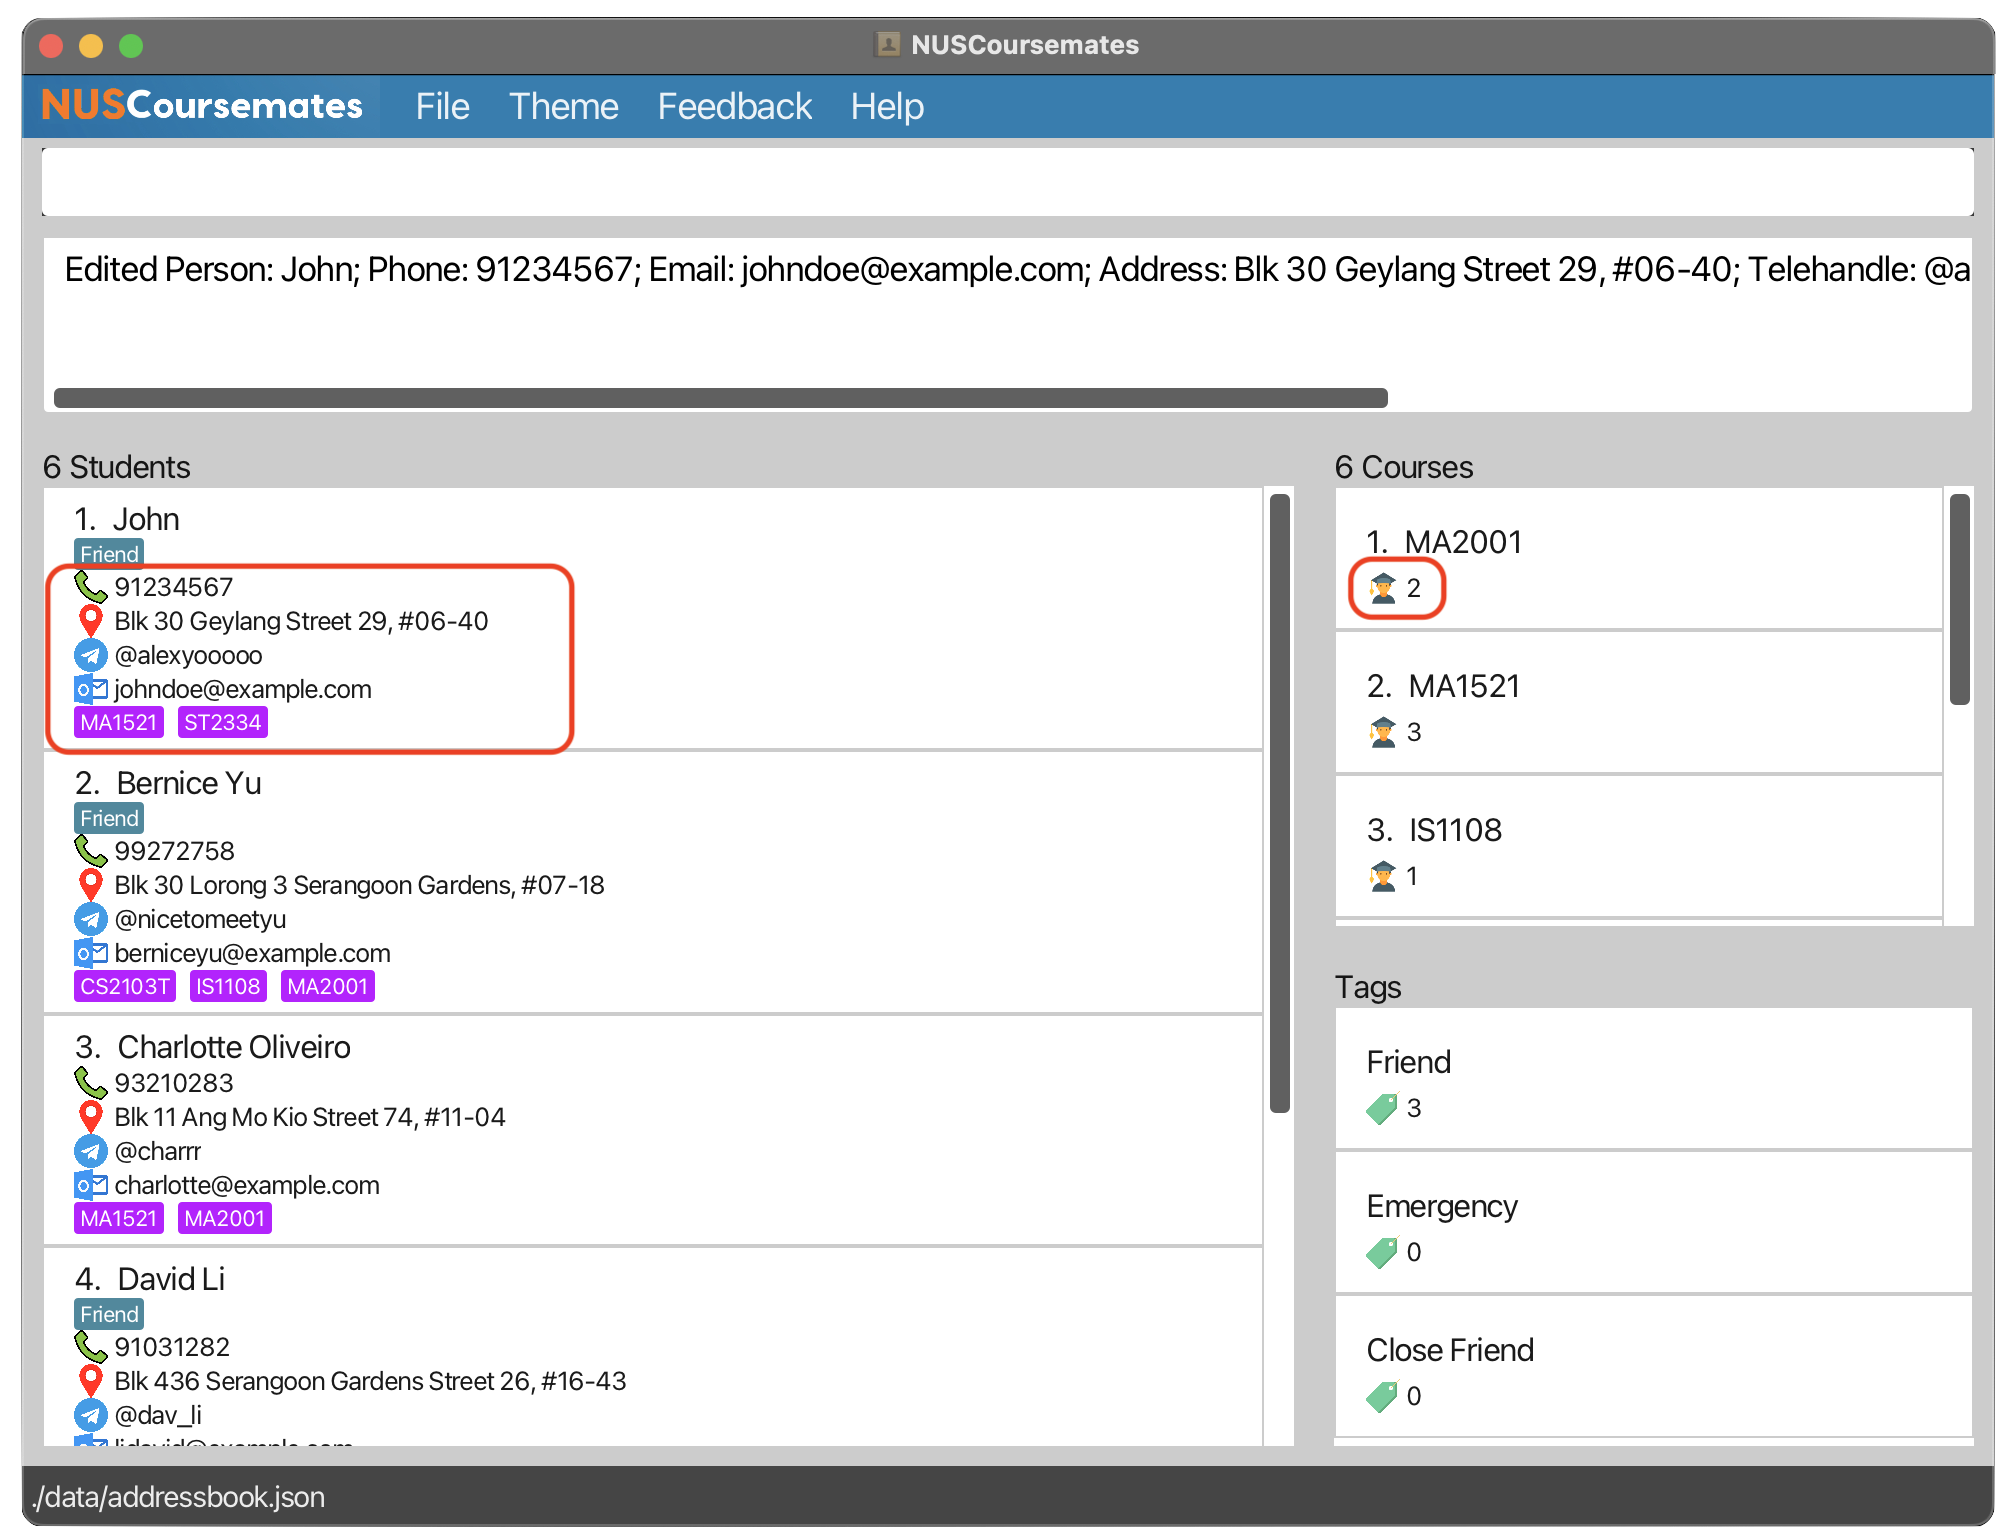 NUSCoursemates
NUSCoursemates File Theme Feedback Help
Edited Person: John; Phone: 91234567; Email: johndoe@example.com; Address: Blk 30 Geylang Street 29, #06-40; Telehandle: @a
6 Students
1. John
Friend
91234567
Blk 30 Geylang Street 29, #06-40
@alexyooooo
johndoe@example.com
MA1521 ST2334
2. Bernice Yu
Friend
99272758
Blk 30 Lorong 3 Serangoon Gardens, #07-18
@nicetomeetyu
berniceyu@example.com
CS2103T IS1108 MA2001
3. Charlotte Oliveiro
93210283
Blk 11 Ang Mo Kio Street 74, #11-04
@charrr
charlotte@example.com
MA1521 MA2001
4. David Li
Friend
91031282
Blk 436 Serangoon Gardens Street 26, #16-43
@dav_li
lidavid@example.com
6 Courses
1. MA2001
2
2. MA1521
3
3. IS1108
1
Tags
Friend
3
Emergency
0
Close Friend
0
./data/addressbook.json